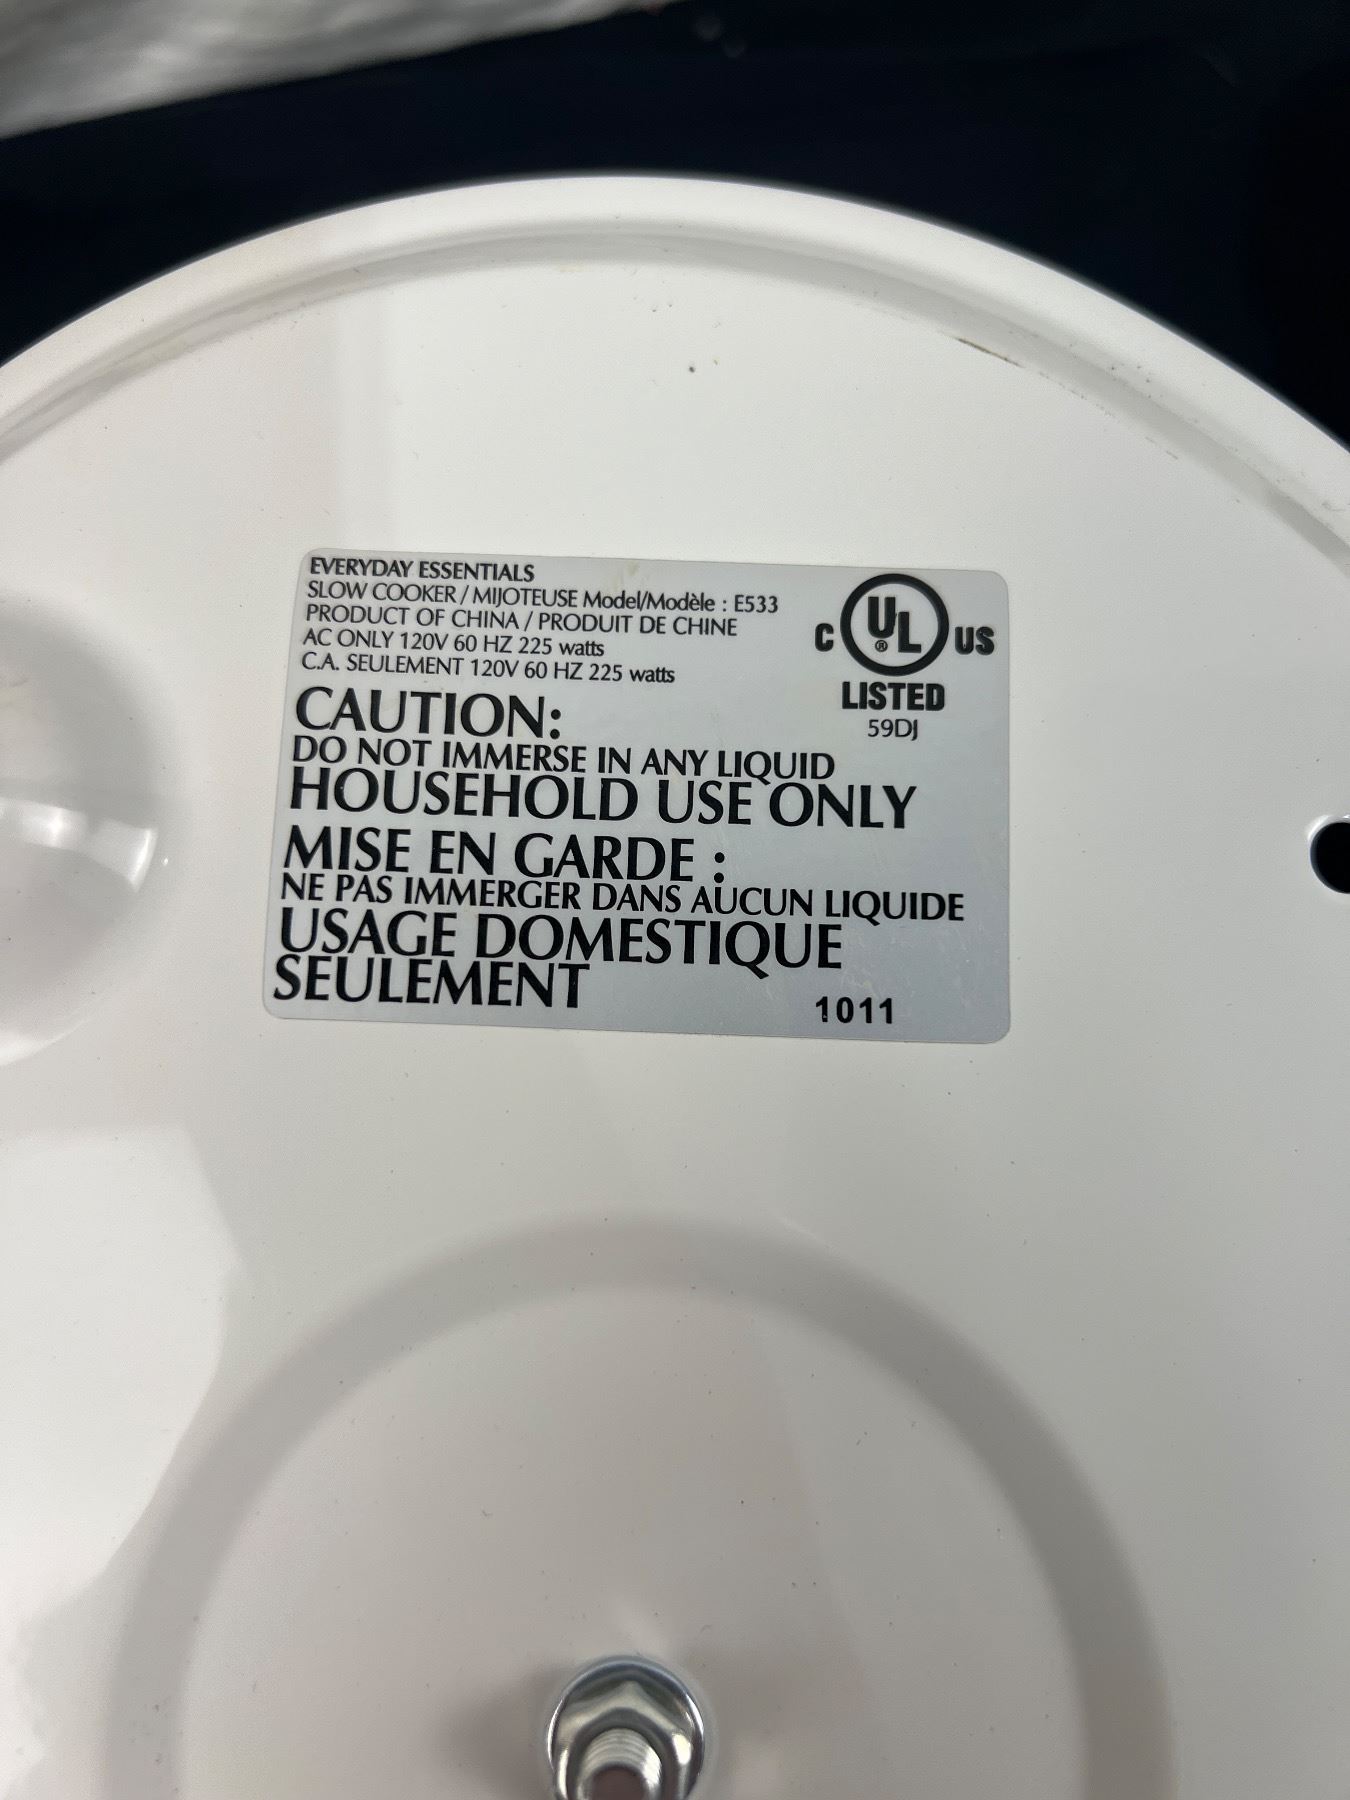 EVERYDAY ESSENTIALS
SLOW COOKER / MIJOTEUSE Model/Modèle : E533
PRODUCT OF CHINA / PRODUIT DE CHINE
AC ONLY 120V 60 HZ 225 watts
C.A. SEULEMENT 120V 60 HZ 225 watts
C UL® US
LISTED
59DJ
CAUTION:
DO NOT IMMERSE IN ANY LIQUID
HOUSEHOLD USE ONLY
MISE EN GARDE :
NE PAS IMMERGER DANS AUCUN LIQUIDE
USAGE DOMESTIQUE
SEULEMENT
1011